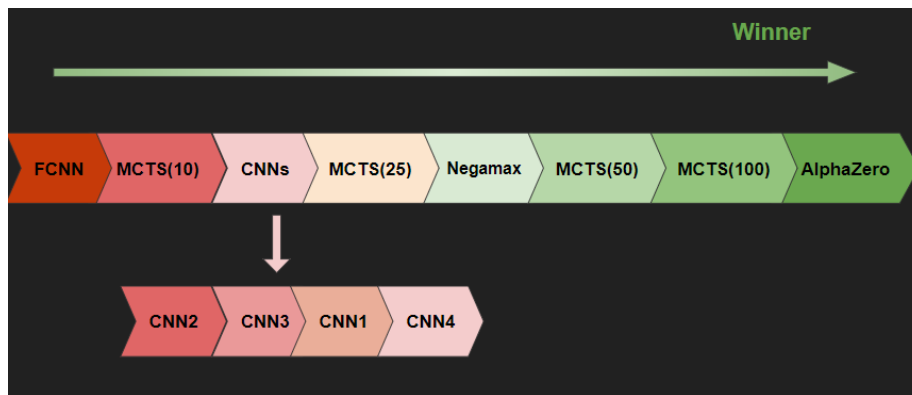 Winner
FCNN MCTS(10) CNNs MCTS(25) Negamax MCTS(50) MCTS(100) AlphaZero
CNN2 CNN3 CNN1 CNN4